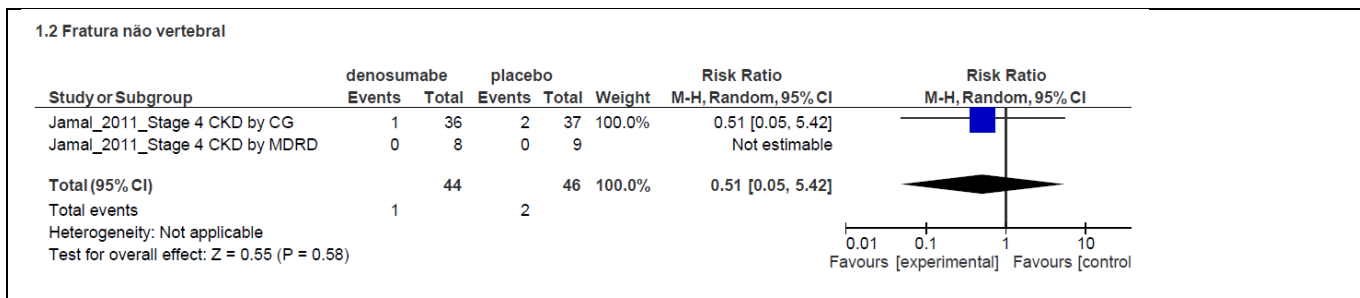 1.2 Fratura não vertebral
denosumabe placebo Risk Ratio Risk Ratio
Study or Subgroup Events Total Events Total Weight M-H, Random, 95% CI M-H, Random, 95% CI
Jamal_2011_Stage 4 CKD by CG 1 36 2 37 100.0% 0.51 [0.05, 5.42]
Jamal_2011_Stage 4 CKD by MDRD 0 8 0 9 Not estimable
Total (95% CI) 44 46 100.0% 0.51 [0.05, 5.42]
Total events 1 2
Heterogeneity: Not applicable
Test for overall effect: Z = 0.55 (P = 0.58)
0.01 0.1 1 10
Favours [experimental] Favours [control